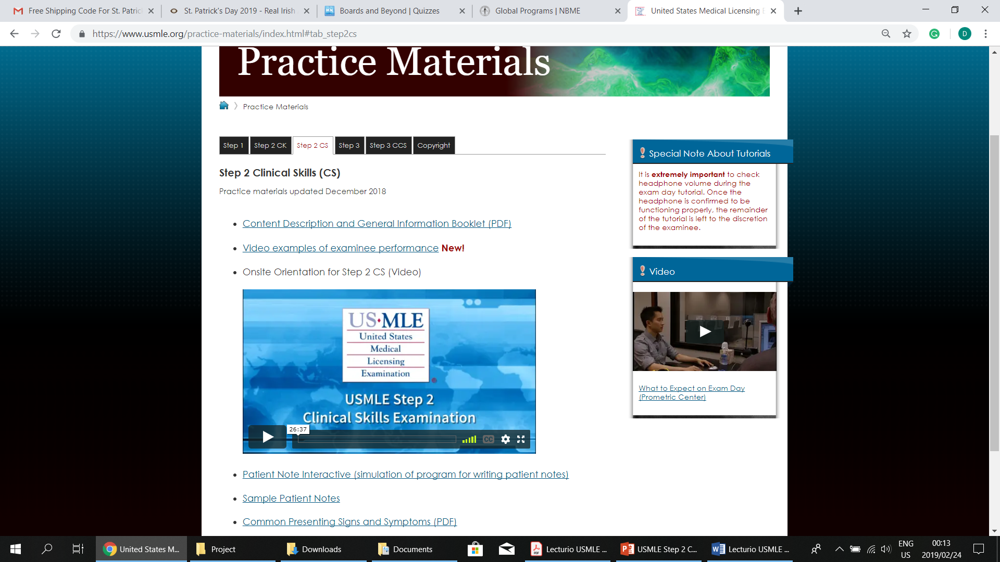 Free Shipping Code For St. Patric
St. Patrick's Day 2019 - Real Irish
Boards and Beyond | Quizzes
Global Programs | NBME
United States Medical Licensing E
https://www.usmle.org/practice-materials/index.html#tab_step2cs
D
Practice Materials
Practice Materials
Step 1
Step 2 CK
Step 2 CS
Step 3
Step 3 CCS
Copyright
Step 2 Clinical Skills (CS)
Practice materials updated December 2018
Content Description and General Information Booklet (PDF)
Video examples of examinee performance New!
Onsite Orientation for Step 2 CS (Video)
US MLE
United States
Medical
Licensing
Examination
USMLE Step 2
Clinical Skills Examination
26:37
CC
Patient Note Interactive (simulation of program for writing patient notes)
Sample Patient Notes
Common Presenting Signs and Symptoms (PDF)
Special Note About Tutorials
It is extremely important to check
headphone volume during the
exam day tutorial. Once the
headphone is confirmed to be
functioning properly, the remainder
of the tutorial is left to the discretion
of the examinee.
Video
What to Expect on Exam Day
(Prometric Center)
United States M...
Project
Downloads
Documents
Lecturio USMLE ...
USMLE Step 2 C...
Lecturio USMLE ...
ENG
US
00:13
2019/02/24